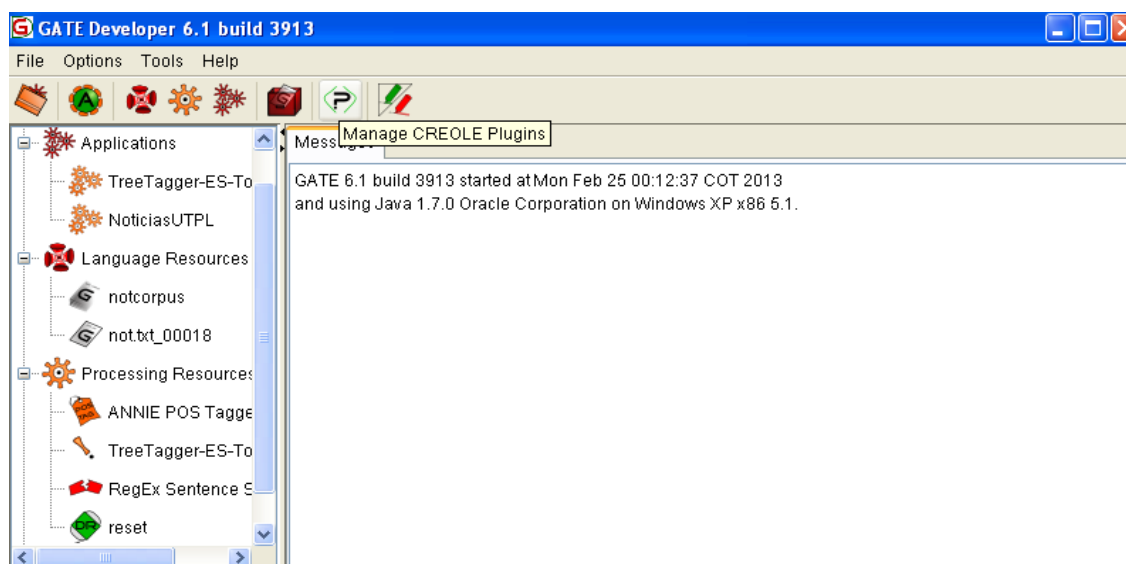 GATE Developer 6.1 build 3913
File Options Tools Help
Manage CREOLE Plugins
Applications
Messages
TreeTagger-ES-To
GATE 6.1 build 3913 started at Mon Feb 25 00:12:37 COT 2013
and using Java 1.7.0 Oracle Corporation on Windows XP x86 5.1.
NoticiasUTPL
Language Resources
notcorpus
not.txt_00018
Processing Resources
ANNIE POS Tagge
TreeTagger-ES-To
RegEx Sentence S
reset